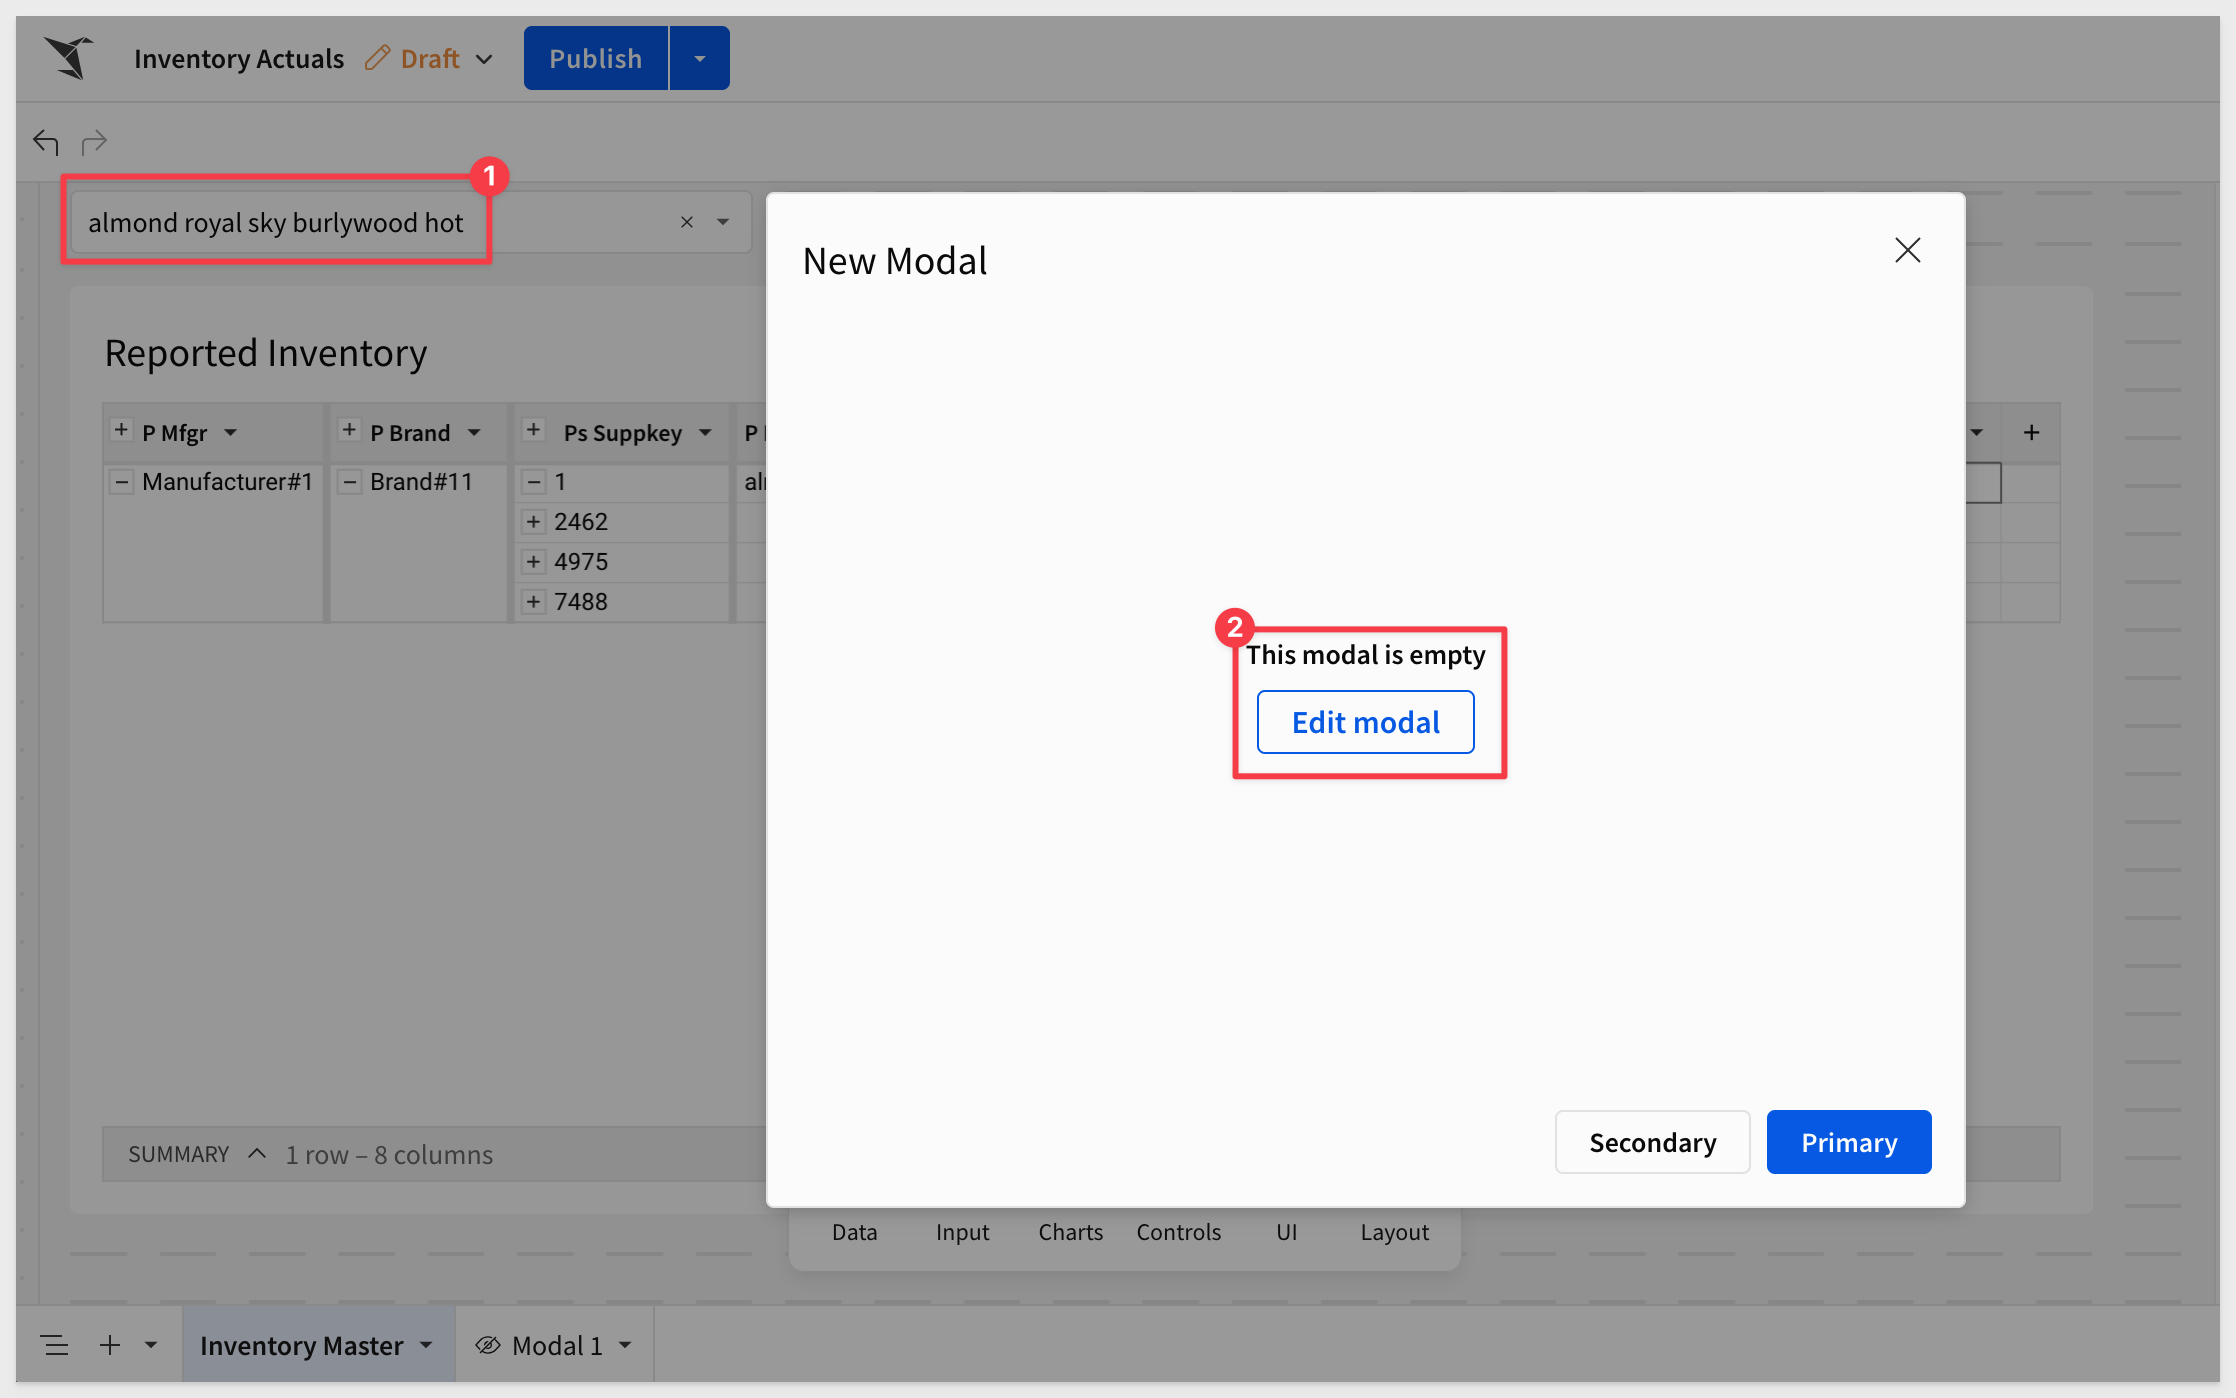 Inventory Actuals Draft Publish
1
almond royal sky burlywood hot
New Modal
Reported Inventory
P Mfgr P Brand Ps Suppkey P
Manufacturer#1 Brand#11 1
2462
4975
7488
2
This modal is empty
Edit modal
Secondary Primary
SUMMARY 1 row – 8 columns
Data Input Charts Controls UI Layout
Inventory Master Modal 1